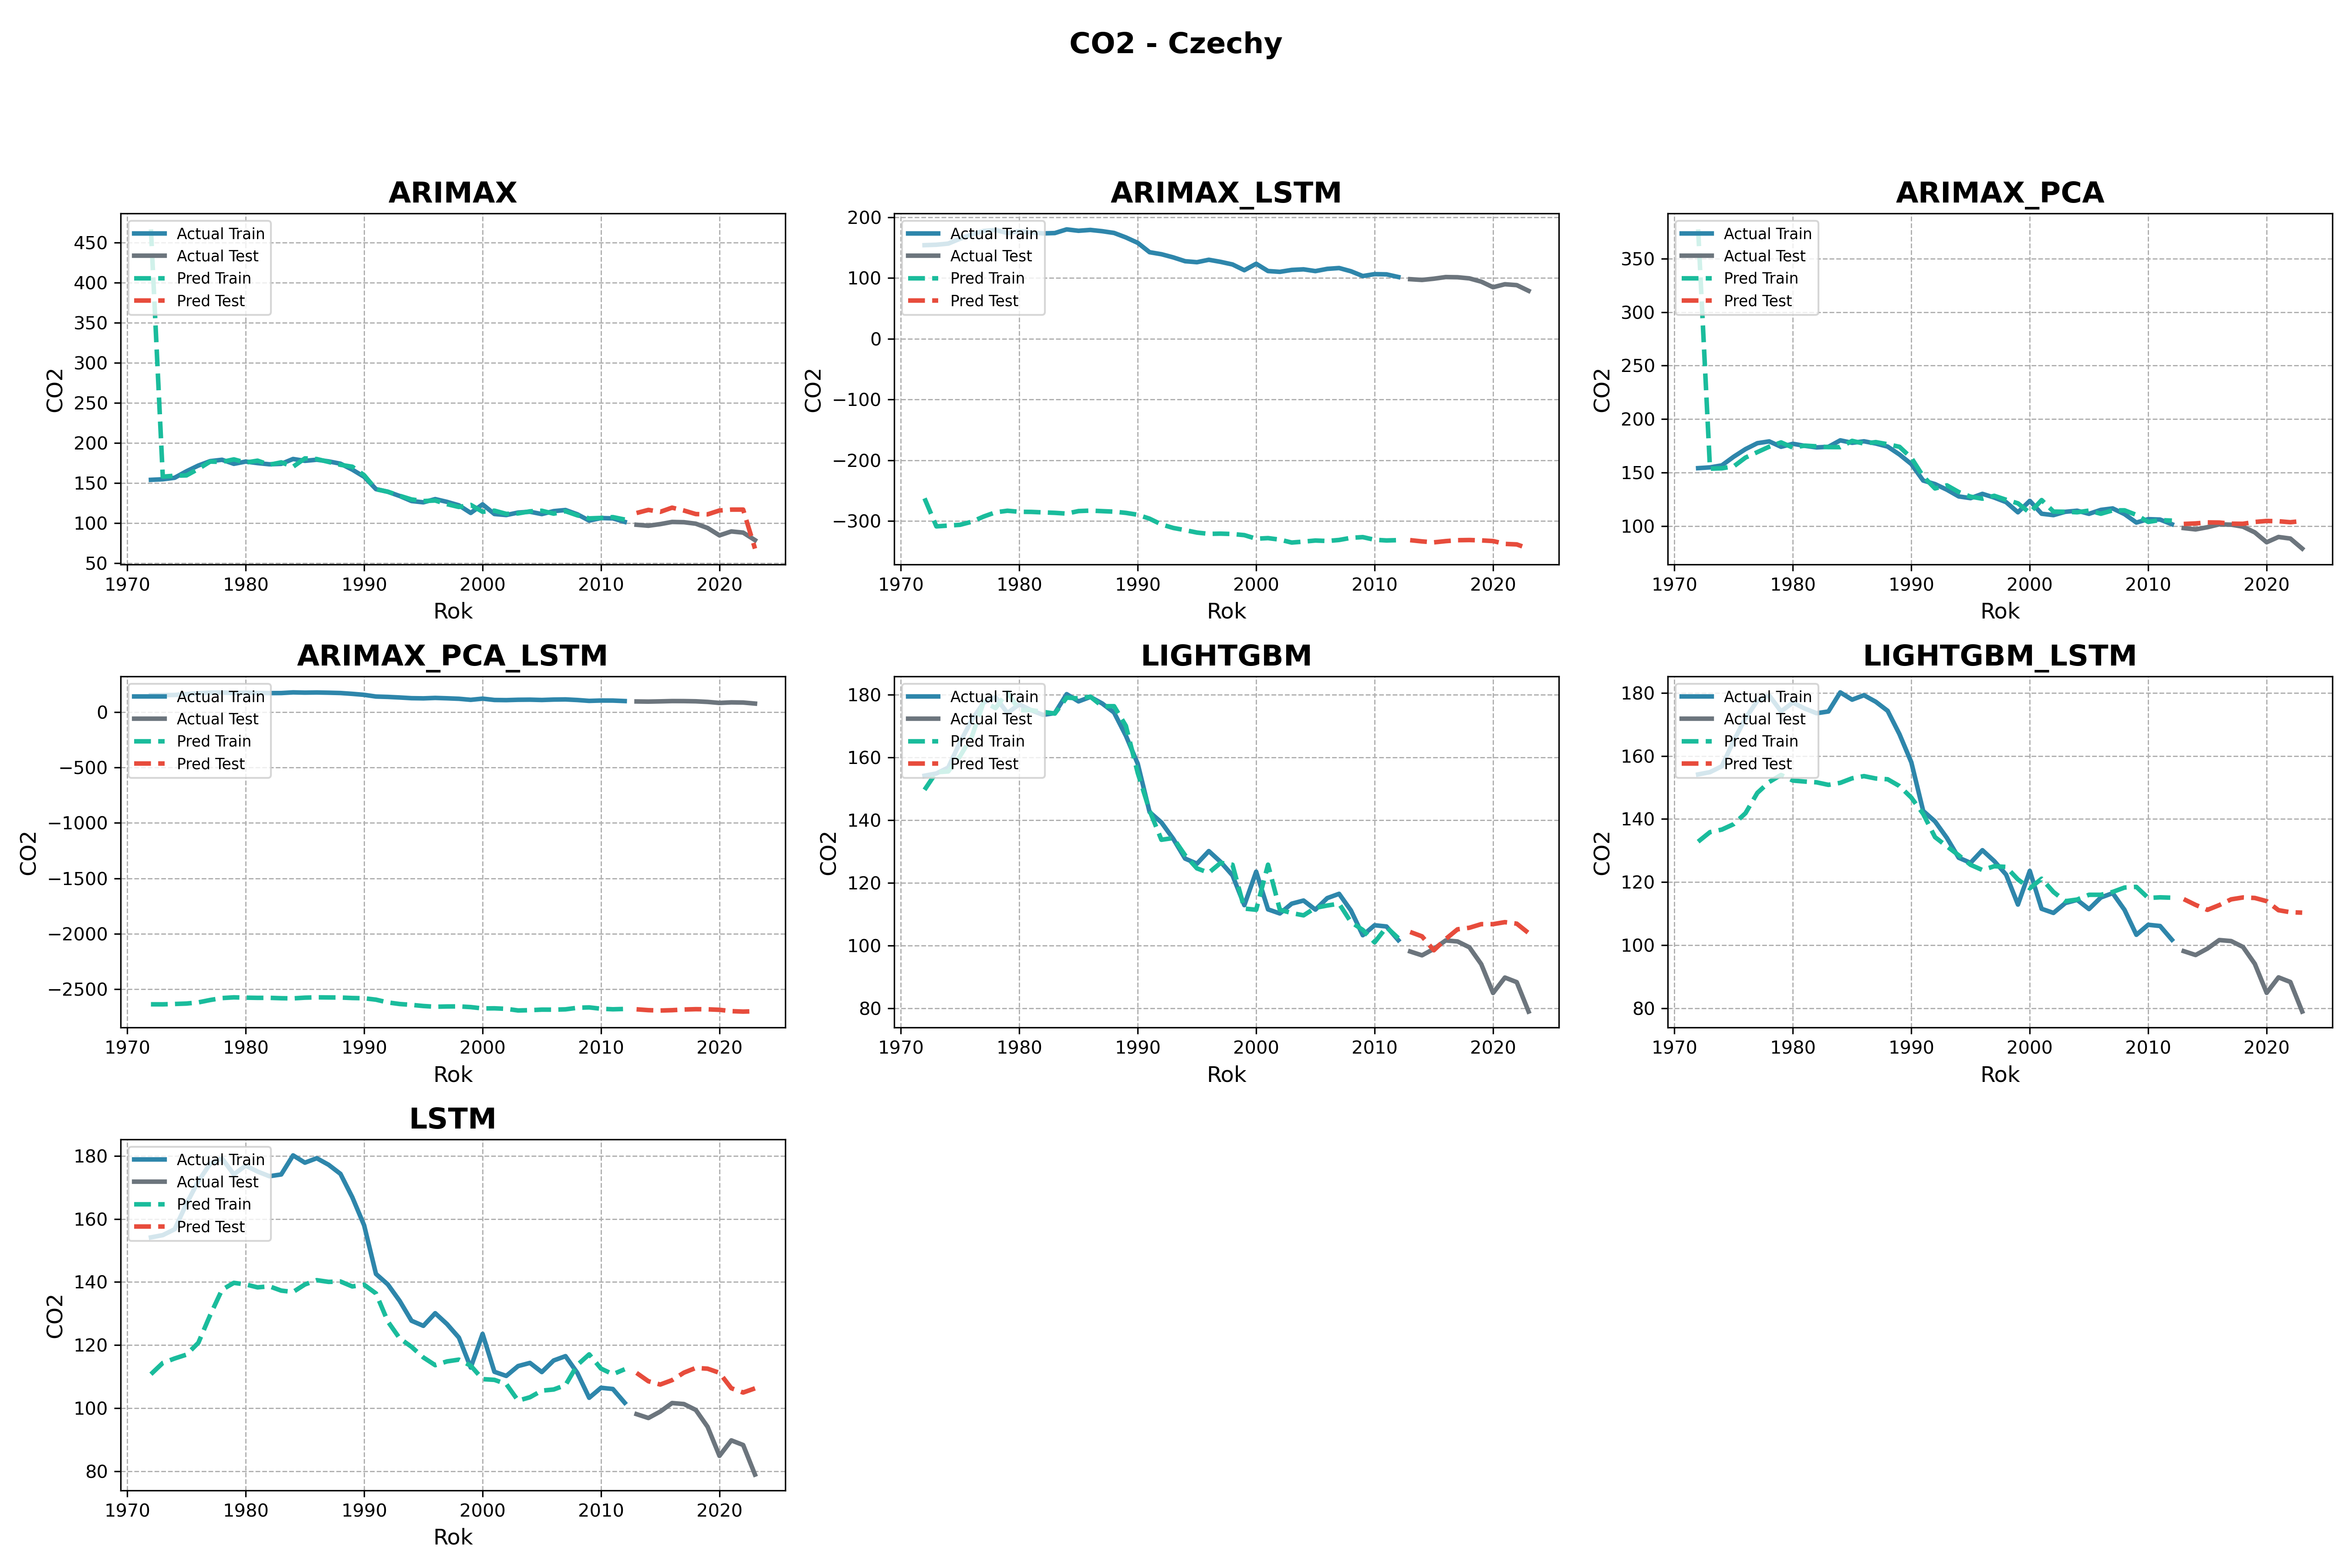 CO2 - Czechy
ARIMAX
CO2
450
400
350
300
250
200
150
100
50
Actual Train
Actual Test
Pred Train
Pred Test
1970 1980 1990 2000 2010 2020
Rok
ARIMAX_LSTM
CO2
200
100
0
−100
−200
−300
Actual Train
Actual Test
Pred Train
Pred Test
1970 1980 1990 2000 2010 2020
Rok
ARIMAX_PCA
CO2
350
300
250
200
150
100
Actual Train
Actual Test
Pred Train
Pred Test
1970 1980 1990 2000 2010 2020
Rok
ARIMAX_PCA_LSTM
CO2
0
−500
−1000
−1500
−2000
−2500
Actual Train
Actual Test
Pred Train
Pred Test
1970 1980 1990 2000 2010 2020
Rok
LIGHTGBM
CO2
180
160
140
120
100
80
Actual Train
Actual Test
Pred Train
Pred Test
1970 1980 1990 2000 2010 2020
Rok
LIGHTGBM_LSTM
CO2
180
160
140
120
100
80
Actual Train
Actual Test
Pred Train
Pred Test
1970 1980 1990 2000 2010 2020
Rok
LSTM
CO2
180
160
140
120
100
80
Actual Train
Actual Test
Pred Train
Pred Test
1970 1980 1990 2000 2010 2020
Rok